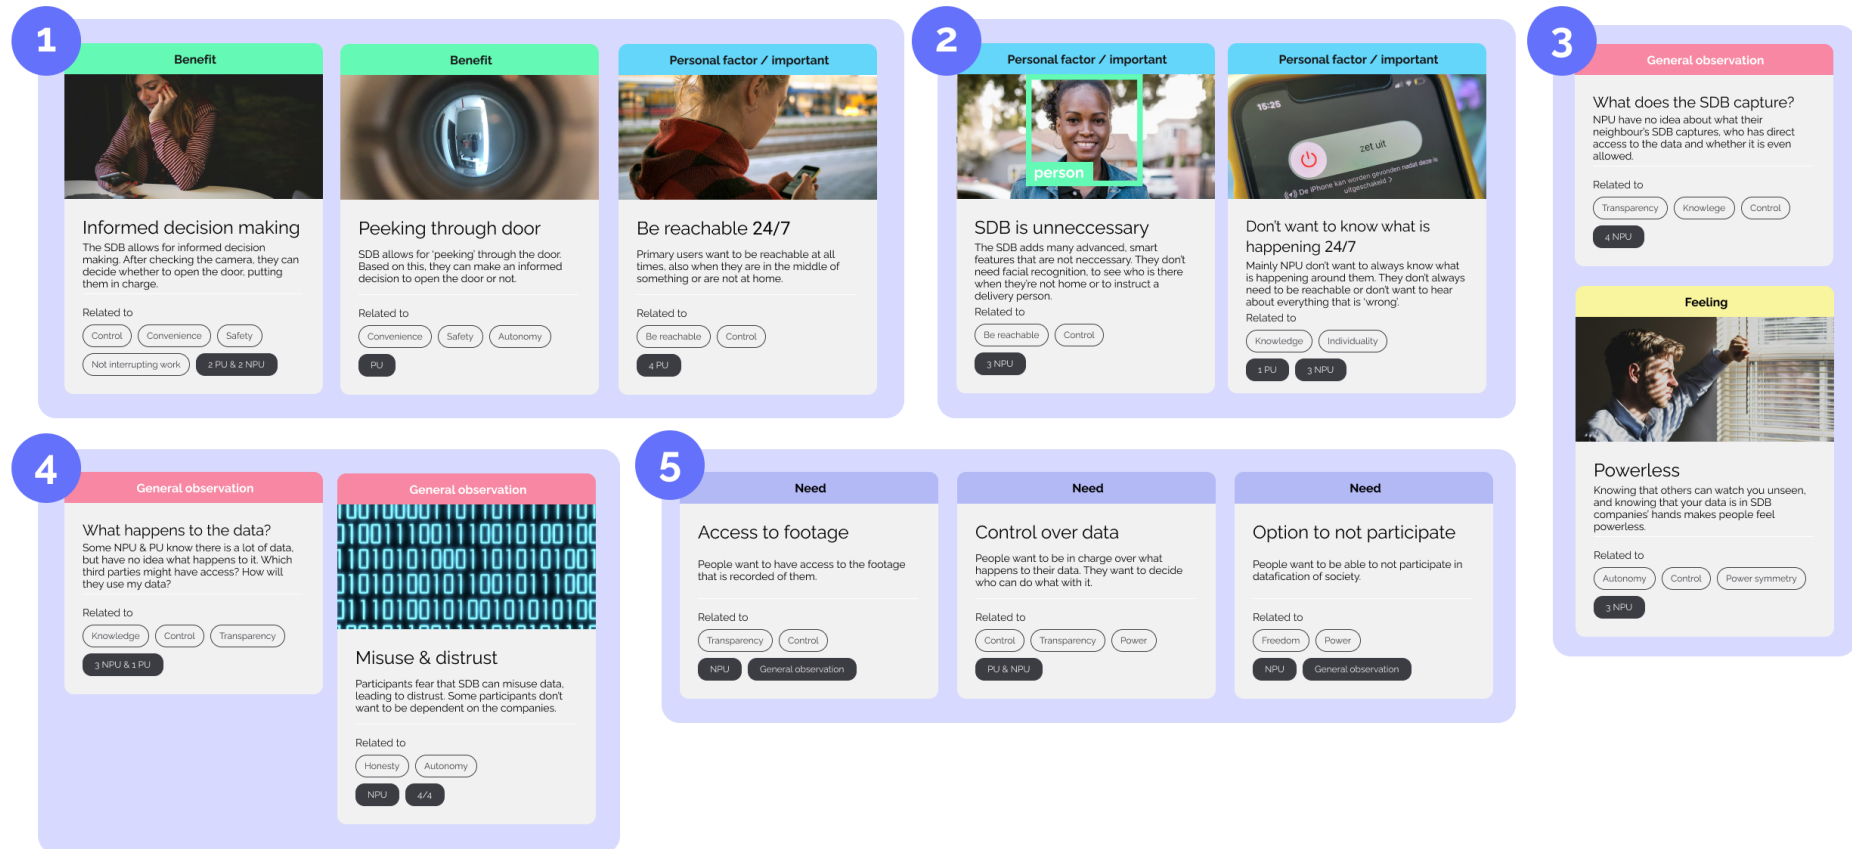 1
Benefit
Informed decision making
The SDB allows for informed decision
making. After checking the camera, they can
decide whether to open the door, putting
them in charge.
Related to
Control
Convenience
Safety
Not interrupting work
2 PU & 2 NPU
Benefit
Peeking through door
SDB allows for 'peeking' through the door.
Based on this, they can make an informed
decision to open the door or not.
Related to
Convenience
Safety
Autonomy
PU
Personal factor / important
Be reachable 24/7
Primary users want to be reachable at all
times, also when they are in the middle of
something or are not at home.
Related to
Be reachable
Control
4 PU
2
Personal factor / important
person
SDB is unneccessary
The SDB adds many advanced, smart
features that are not neccessary. They don't
need facial recognition, to see who is there
when they're not home or to instruct a
delivery person.
Related to
Be reachable
Control
3 NPU
Personal factor / important
15:25
zet uit
De iPhone kan worden gevonden nadat deze is
uitgeschakeld >
Don't want to know what is
happening 24/7
Mainly NPU don't want to always know what
is happening around them. They don't always
need to be reachable or don't want to hear
about everything that is 'wrong'.
Related to
Knowledge
Individuality
1 PU
3 NPU
3
General observation
What does the SDB capture?
NPU have no idea about what their
neighbour's SDB captures, who has direct
access to the data and whether it is even
allowed.
Related to
Transparency
Knowlege
Control
4 NPU
Feeling
Powerless
Knowing that others can watch you unseen,
and knowing that your data is in SDB
companies' hands makes people feel
powerless.
Related to
Autonomy
Control
Power symmetry
3 NPU
4
General observation
What happens to the data?
Some NPU & PU know there is a lot of data,
but have no idea what happens to it. Which
third parties might have access? How will
they use my data?
Related to
Knowledge
Control
Transparency
3 NPU & 1 PU
General observation
Misuse & distrust
Participants fear that SDB can misuse data,
leading to distrust. Some participants don't
want to be dependent on the companies.
Related to
Honesty
Autonomy
NPU
4/4
5
Need
Access to footage
People want to have access to the footage
that is recorded of them.
Related to
Transparency
Control
NPU
General observation
Need
Control over data
People want to be in charge over what
happens to their data. They want to decide
who can do what with it.
Related to
Control
Transparency
Power
PU & NPU
Need
Option to not participate
People want to be able to not participate in
datafication of society.
Related to
Freedom
Power
NPU
General observation